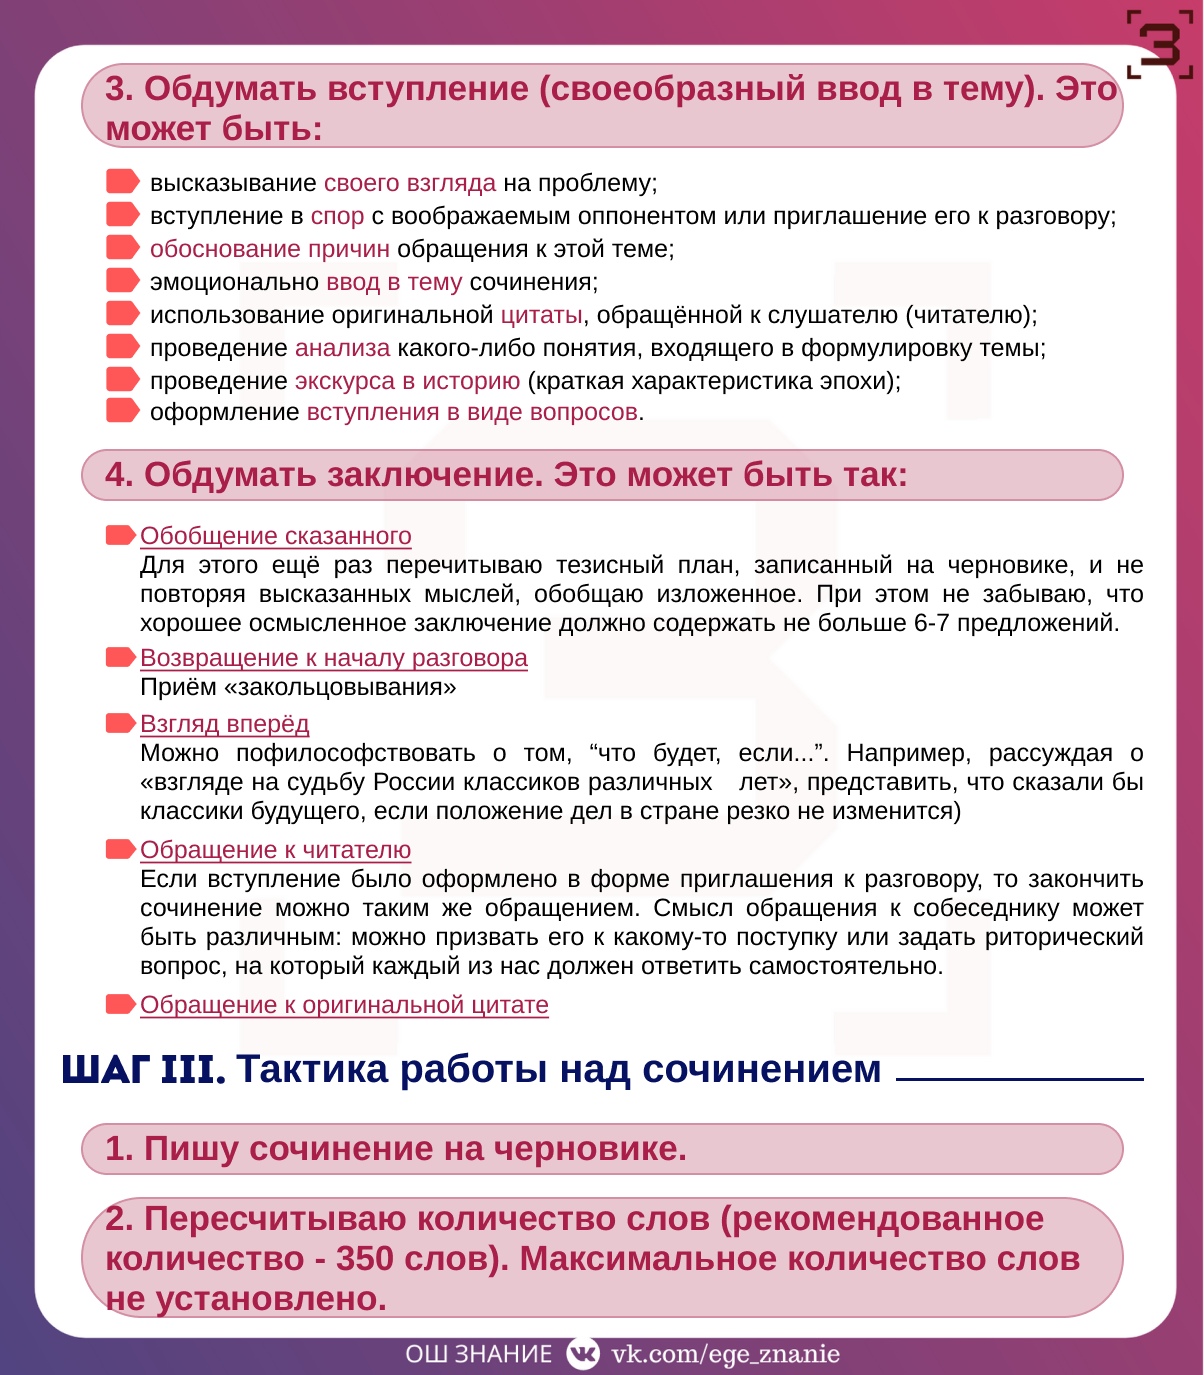 З
3. Обдумать вступление (своеобразный ввод в тему). Это
может быть:
высказывание своего взгляда на проблему;
вступление в спор с воображаемым оппонентом или приглашение его к разговору;
обоснование причин обращения к этой теме;
эмоционально ввод в тему сочинения;
использование оригинальной цитаты, обращённой к слушателю (читателю);
проведение анализа какого-либо понятия, входящего в формулировку темы;
проведение экскурса в историю (краткая характеристика эпохи);
оформление вступления в виде вопросов.
4. Обдумать заключение. Это может быть так:
Обобщение сказанного
Для этого ещё раз перечитываю тезисный план, записанный на черновике, и не
повторяя высказанных мыслей, обобщаю изложенное. При этом не забываю, что
хорошее осмысленное заключение должно содержать не больше 6-7 предложений.
Возвращение к началу разговора
Приём «закольцовывания»
Взгляд вперёд
Можно пофилософствовать о том, “что будет, если...”. Например, рассуждая о
«взгляде на судьбу России классиков различных лет», представить, что сказали бы
классики будущего, если положение дел в стране резко не изменится)
Обращение к читателю
Если вступление было оформлено в форме приглашения к разговору, то закончить
сочинение можно таким же обращением. Смысл обращения к собеседнику может
быть различным: можно призвать его к какому-то поступку или задать риторический
вопрос, на который каждый из нас должен ответить самостоятельно.
Обращение к оригинальной цитате
ШАГ III. Тактика работы над сочинением
1. Пишу сочинение на черновике.
2. Пересчитываю количество слов (рекомендованное
количество - 350 слов). Максимальное количество слов
не установлено.
ОШ ЗНАНИЕ vk.com/ege_znanie